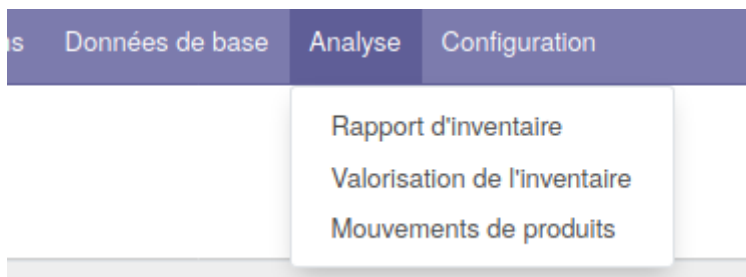 Données de base Analyse Configuration
Rapport d'inventaire
Valorisation de l'inventaire
Mouvements de produits